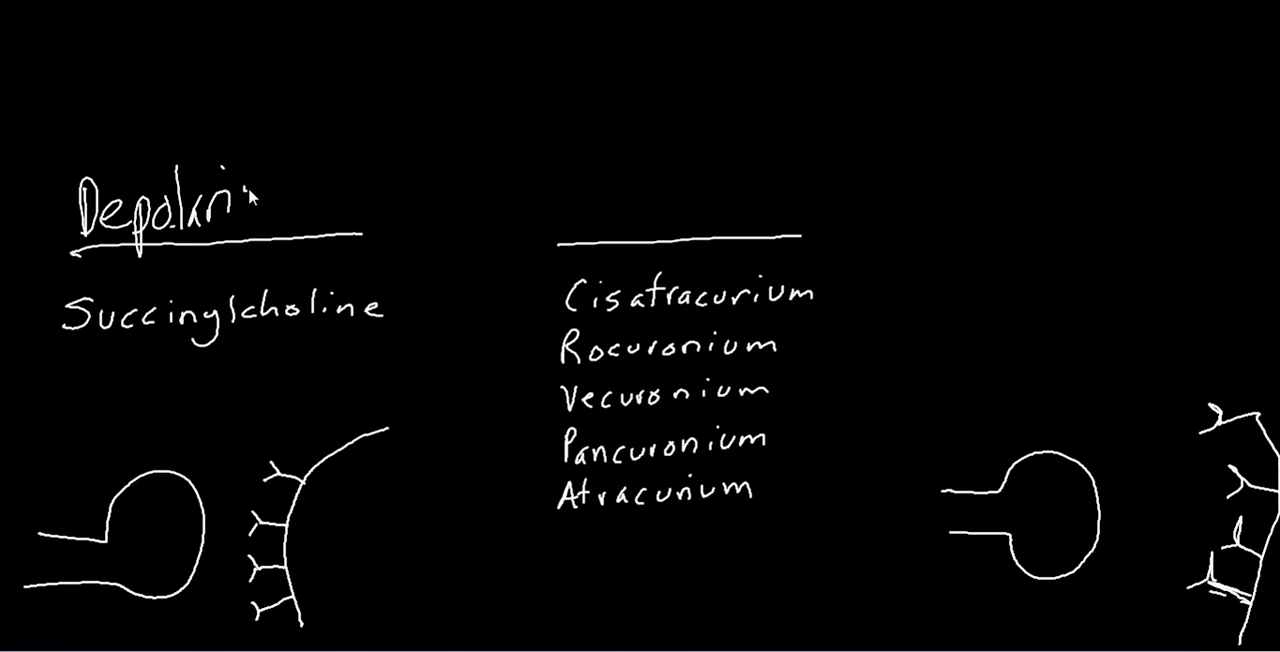 Depolari
Succinylcholine
Cisatracurium
Rocuronium
Vecuronium
Pancuronium
Atracurium